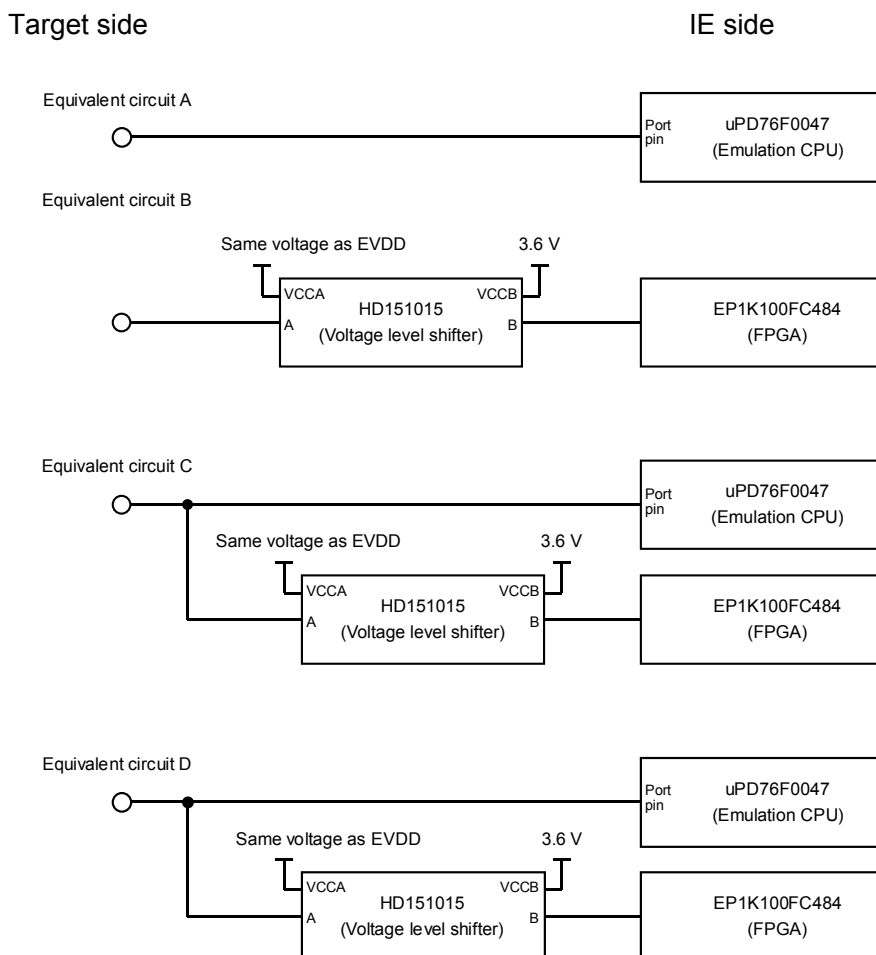 Target side
IE side
Equivalent circuit A
Port
pin
uPD76F0047
(Emulation CPU)
Equivalent circuit B
Same voltage as EVDD
3.6 V
VCCA
VCCB
HD151015
A
B
(Voltage level shifter)
EP1K100FC484
(FPGA)
Equivalent circuit C
Port
pin
uPD76F0047
(Emulation CPU)
Same voltage as EVDD
3.6 V
VCCA
VCCB
HD151015
A
B
(Voltage level shifter)
EP1K100FC484
(FPGA)
Equivalent circuit D
Port
pin
uPD76F0047
(Emulation CPU)
Same voltage as EVDD
3.6 V
VCCA
VCCB
HD151015
A
B
(Voltage level shifter)
EP1K100FC484
(FPGA)